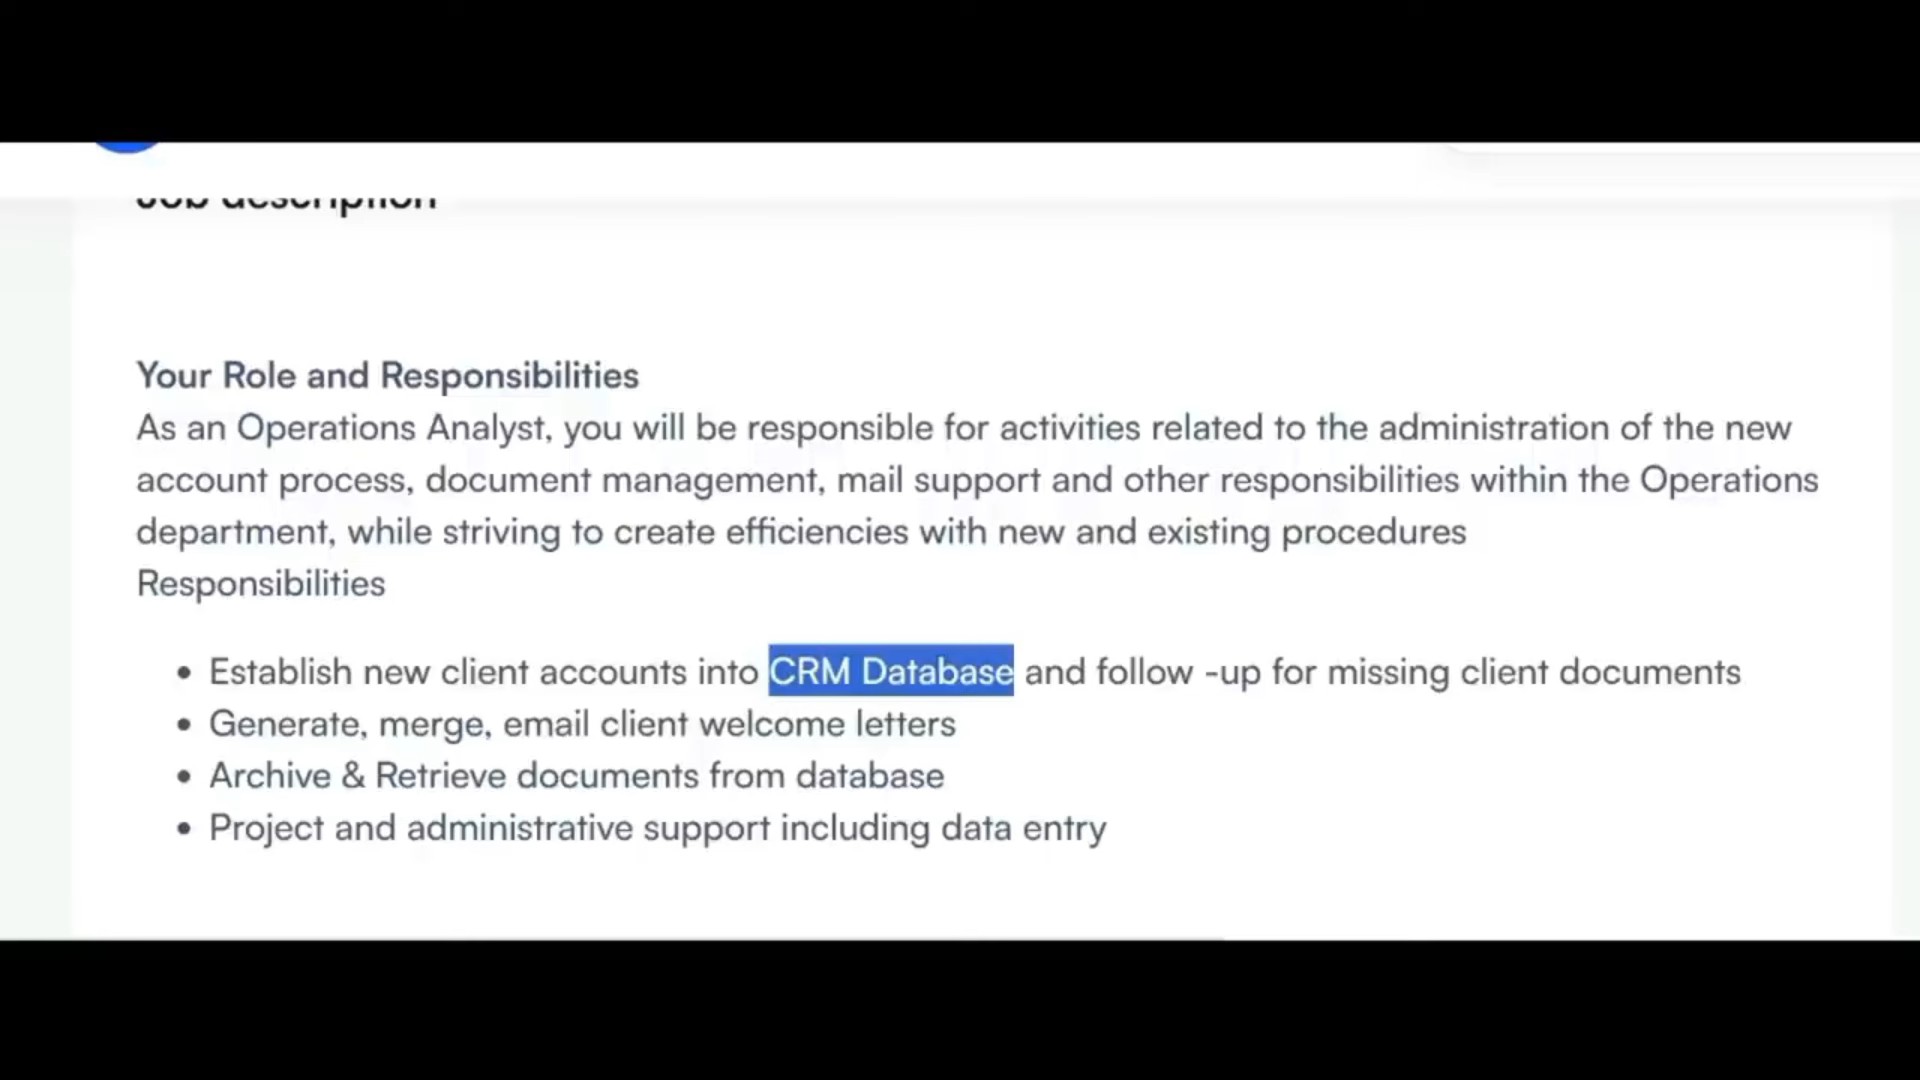 Job description
Your Role and Responsibilities
As an Operations Analyst, you will be responsible for activities related to the administration of the new
account process, document management, mail support and other responsibilities within the Operations
department, while striving to create efficiencies with new and existing procedures
Responsibilities
• Establish new client accounts into CRM Database and follow -up for missing client documents
• Generate, merge, email client welcome letters
• Archive & Retrieve documents from database
• Project and administrative support including data entry